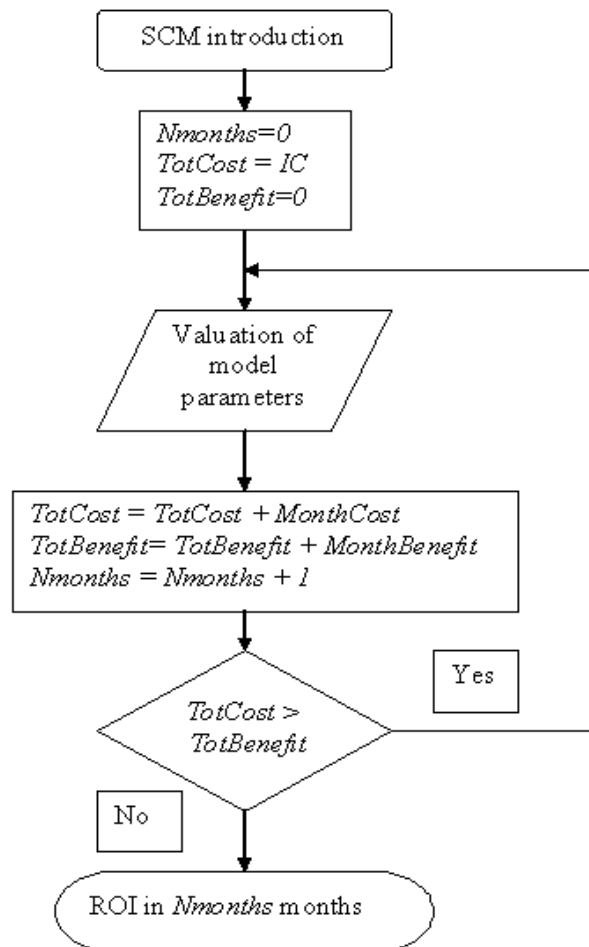 SCM introduction
Nmonths=0
TotCost = IC
TotBenefit=0
Valuation of
model
parameters
TotCost = TotCost + MonthCost
TotBenefit= TotBenefit + MonthBenefit
Nmonths = Nmonths + 1
TotCost >
TotBenefit
Yes
No
ROI in Nmonths months